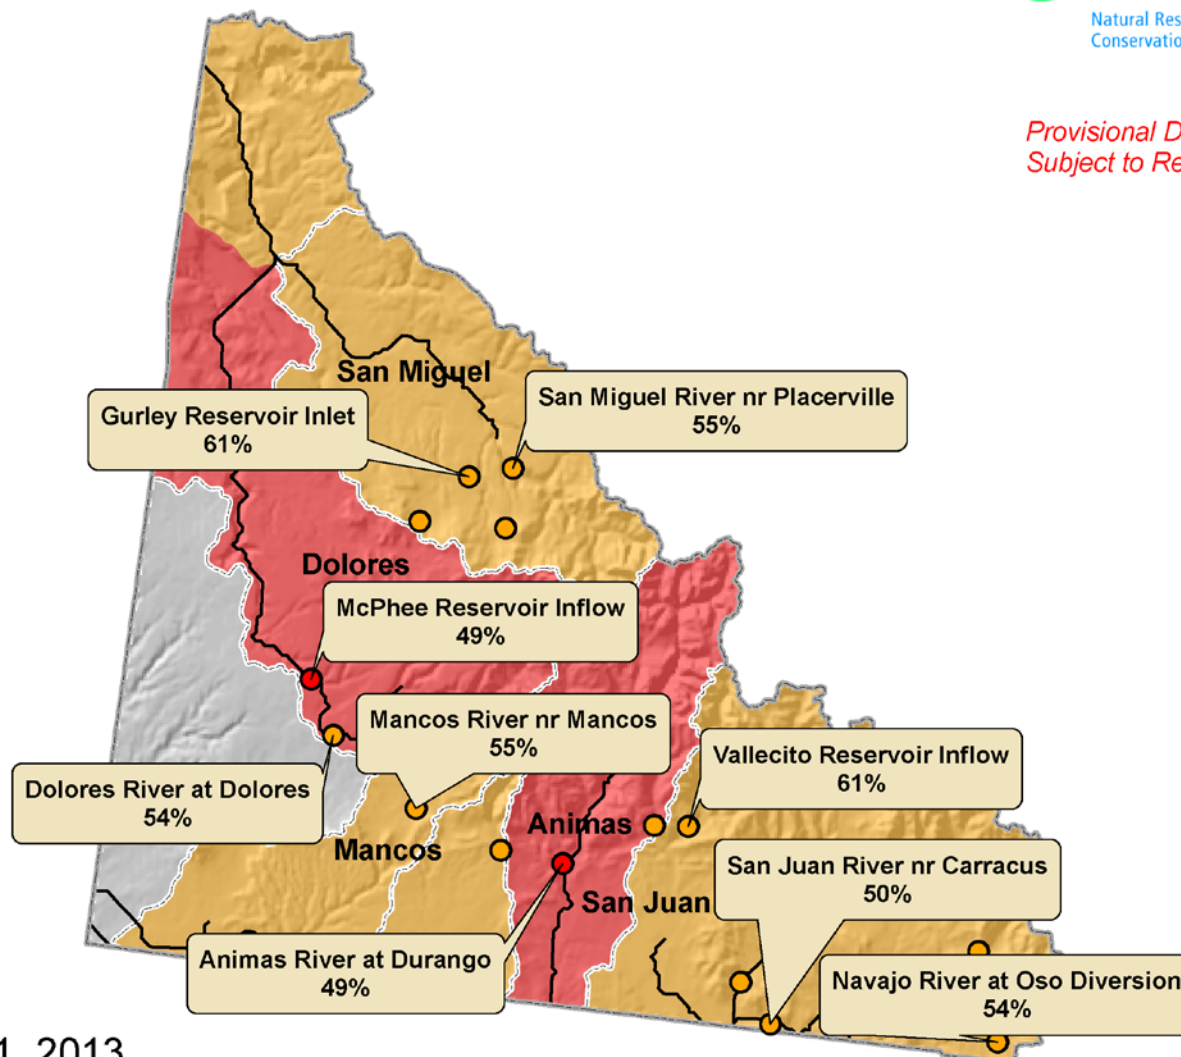 Natural Res
Conservatio
Provisional D
Subject to Re
San Miguel
San Miguel River nr Placerville
55%
Gurley Reservoir Inlet
61%
Dolores
McPhee Reservoir Inflow
49%
Mancos River nr Mancos
55%
Vallecito Reservoir Inflow
61%
Dolores River at Dolores
54%
Animas
Mancos
San Juan River nr Carracus
50%
San Juan
Animas River at Durango
49%
Navajo River at Oso Diversion
54%
1, 2013